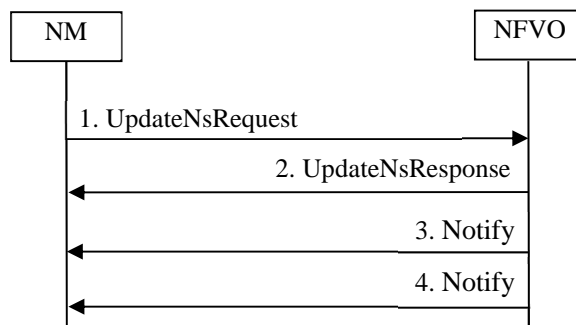 NM
NFVO
1. UpdateNsRequest
2. UpdateNsResponse
3. Notify
4. Notify